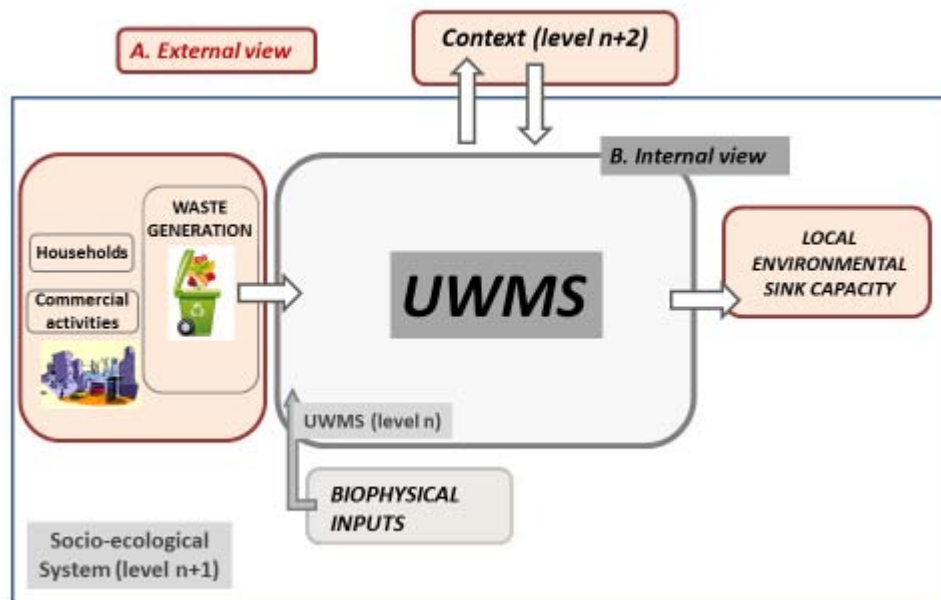 A. External view
Context (level n+2)
B. Internal view
WASTE
GENERATION
Households
Commercial
activities
UWMS
LOCAL
ENVIRONMENTAL
SINK CAPACITY
UWMS (level n)
BIOPHYSICAL
INPUTS
Socio-ecological
System (level n+1)